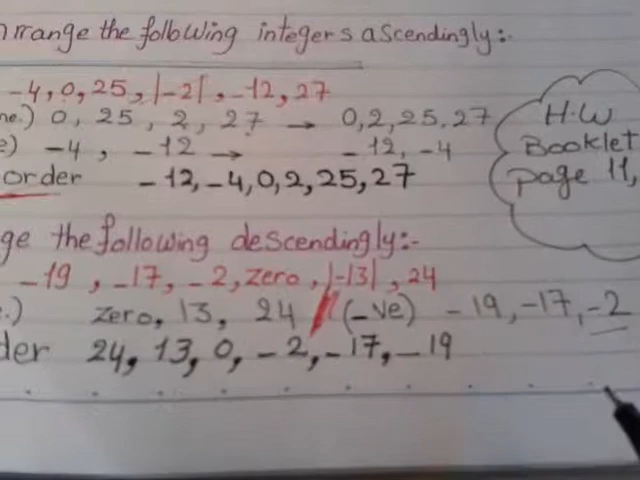 rrange the following integers ascendingly:-
-4, 0, 25, |-2|, -12, 27
ne.) 0, 25, 2, 27 → 0, 2, 25, 27
e) -4, -12 → -12, -4
order -12, -4, 0, 2, 25, 27
H.W
Booklet
page 11,
ge the following descendingly:-
-19, -17, -2, zero, |-13|, 24
e.) zero, 13, 24 / (-ve) -19, -17, -2
der 24, 13, 0, -2, -17, -19